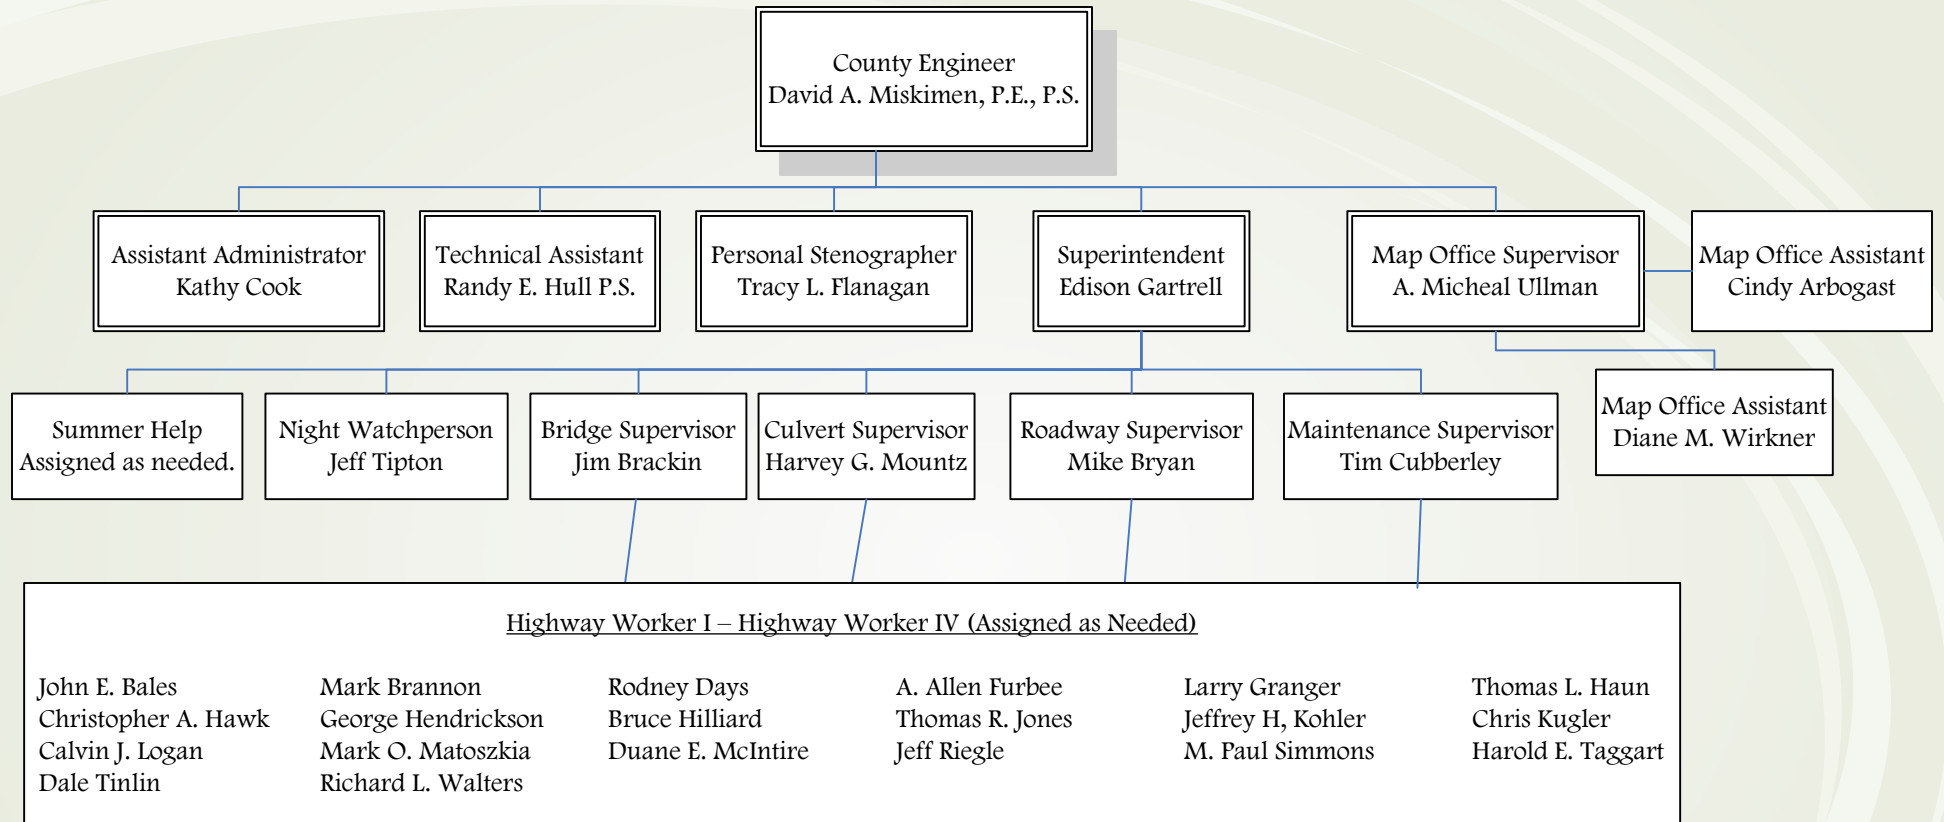 County Engineer
David A. Miskimen, P.E., P.S.
Assistant Administrator
Kathy Cook
Technical Assistant
Randy E. Hull P.S.
Personal Stenographer
Tracy L. Flanagan
Superintendent
Edison Gartrell
Map Office Supervisor
A. Micheal Ullman
Map Office Assistant
Cindy Arbogast
Summer Help
Assigned as needed.
Night Watchperson
Jeff Tipton
Bridge Supervisor
Jim Brackin
Culvert Supervisor
Harvey G. Mountz
Roadway Supervisor
Mike Bryan
Maintenance Supervisor
Tim Cubberley
Map Office Assistant
Diane M. Wirkner
Highway Worker I – Highway Worker IV (Assigned as Needed)
John E. Bales Mark Brannon Rodney Days A. Allen Furbee Larry Granger Thomas L. Haun
Christopher A. Hawk George Hendrickson Bruce Hilliard Thomas R. Jones Jeffrey H, Kohler Chris Kugler
Calvin J. Logan Mark O. Matoszkia Duane E. McIntire Jeff Riegle M. Paul Simmons Harold E. Taggart
Dale Tinlin Richard L. Walters